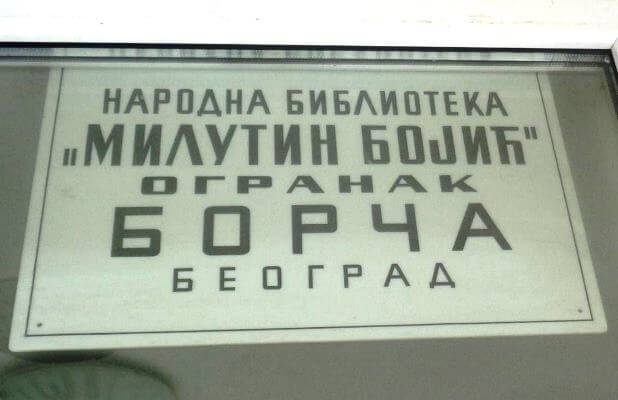 НАРОДНА БИБЛИОТЕКА
„МИЛУТИН БОЈИЋ"
ОГРАНАК
БОРЧА
БЕОГРАД